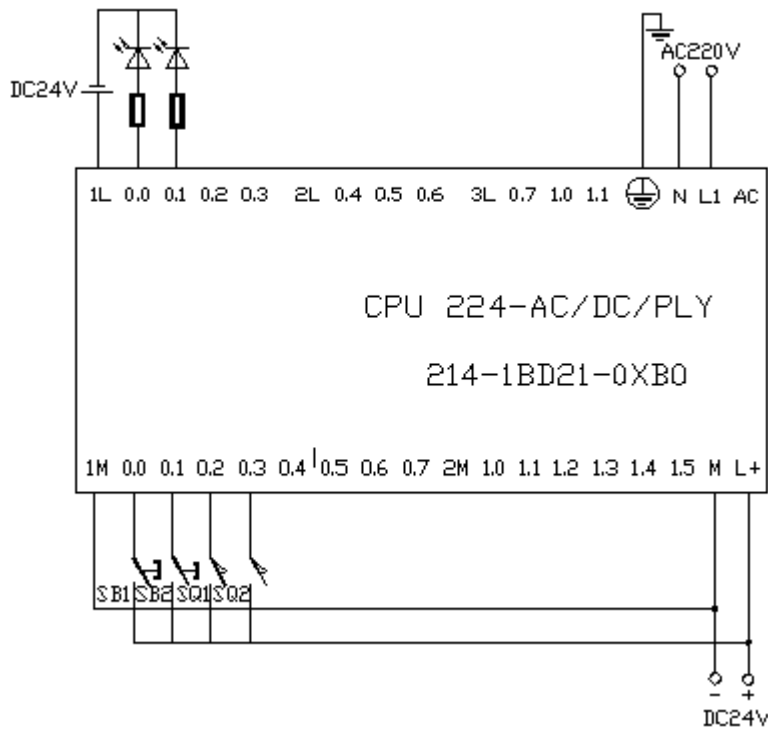 AC220V
DC24V
1L 0.0 0.1 0.2 0.3 2L 0.4 0.5 0.6 3L 0.7 1.0 1.1 N L1 AC
CPU 224-AC/DC/PLY
214-1BD21-0XB0
1M 0.0 0.1 0.2 0.3 0.4 0.5 0.6 0.7 2M 1.0 1.1 1.2 1.3 1.4 1.5 M L+
SB1 SB2 SQ1 SQ2
- +
DC24V